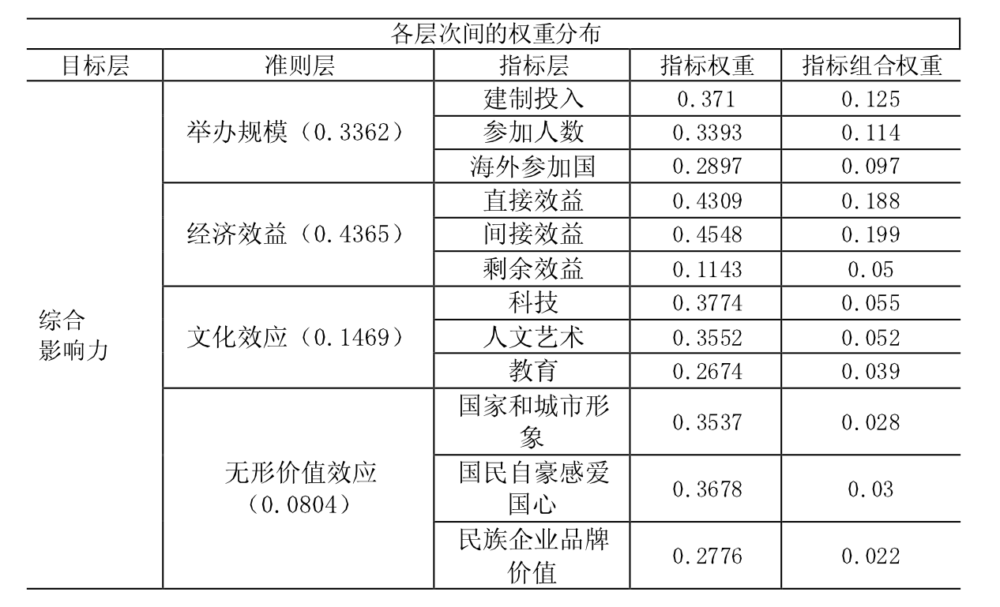 各层次间的权重分布
目标层 准则层 指标层 指标权重 指标组合权重
综合
影响力
举办规模（0.3362）
建制投入 0.371 0.125
参加人数 0.3393 0.114
海外参加国 0.2897 0.097
经济效益（0.4365）
直接效益 0.4309 0.188
间接效益 0.4548 0.199
剩余效益 0.1143 0.05
文化效应（0.1469）
科技 0.3774 0.055
人文艺术 0.3552 0.052
教育 0.2674 0.039
无形价值效应
（0.0804）
国家和城市形
象
0.3537 0.028
国民自豪感爱
国心
0.3678 0.03
民族企业品牌
价值
0.2776 0.022